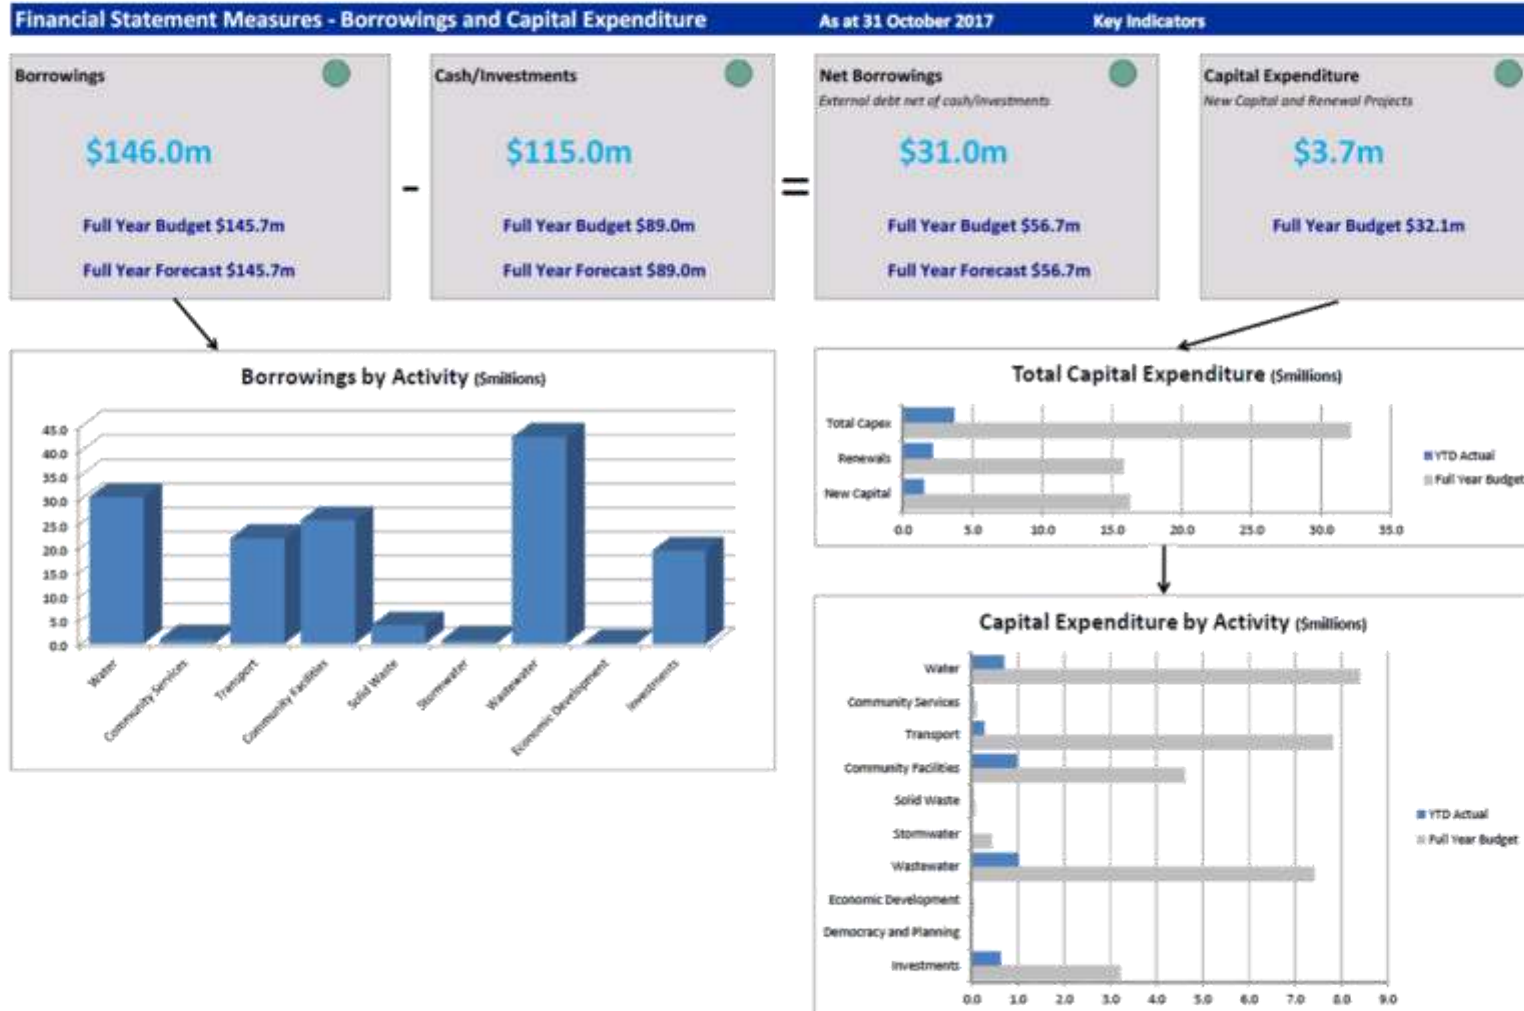 Financial Statement Measures - Borrowings and Capital Expenditure As at 31 October 2017 Key Indicators
Borrowings
$146.0m
Full Year Budget $145.7m
Full Year Forecast $145.7m
-
Cash/Investments
$115.0m
Full Year Budget $89.0m
Full Year Forecast $89.0m
=
Net Borrowings
External debt net of cash/investments
$31.0m
Full Year Budget $56.7m
Full Year Forecast $56.7m
Capital Expenditure
New Capital and Renewal Projects
$3.7m
Full Year Budget $32.1m
Borrowings by Activity ($millions)
45.0
40.0
35.0
30.0
25.0
20.0
15.0
10.0
5.0
0.0
Water
Community Services
Transport
Community Facilities
Solid Waste
Stormwater
Wastewater
Economic Development
Investments
Total Capital Expenditure ($millions)
Total Capex
Renewals
New Capital
0.0 5.0 10.0 15.0 20.0 25.0 30.0 35.0
YTD Actual
Full Year Budget
Capital Expenditure by Activity ($millions)
Water
Community Services
Transport
Community Facilities
Solid Waste
Stormwater
Wastewater
Economic Development
Democracy and Planning
Investments
0.0 1.0 2.0 3.0 4.0 5.0 6.0 7.0 8.0 9.0
YTD Actual
Full Year Budget